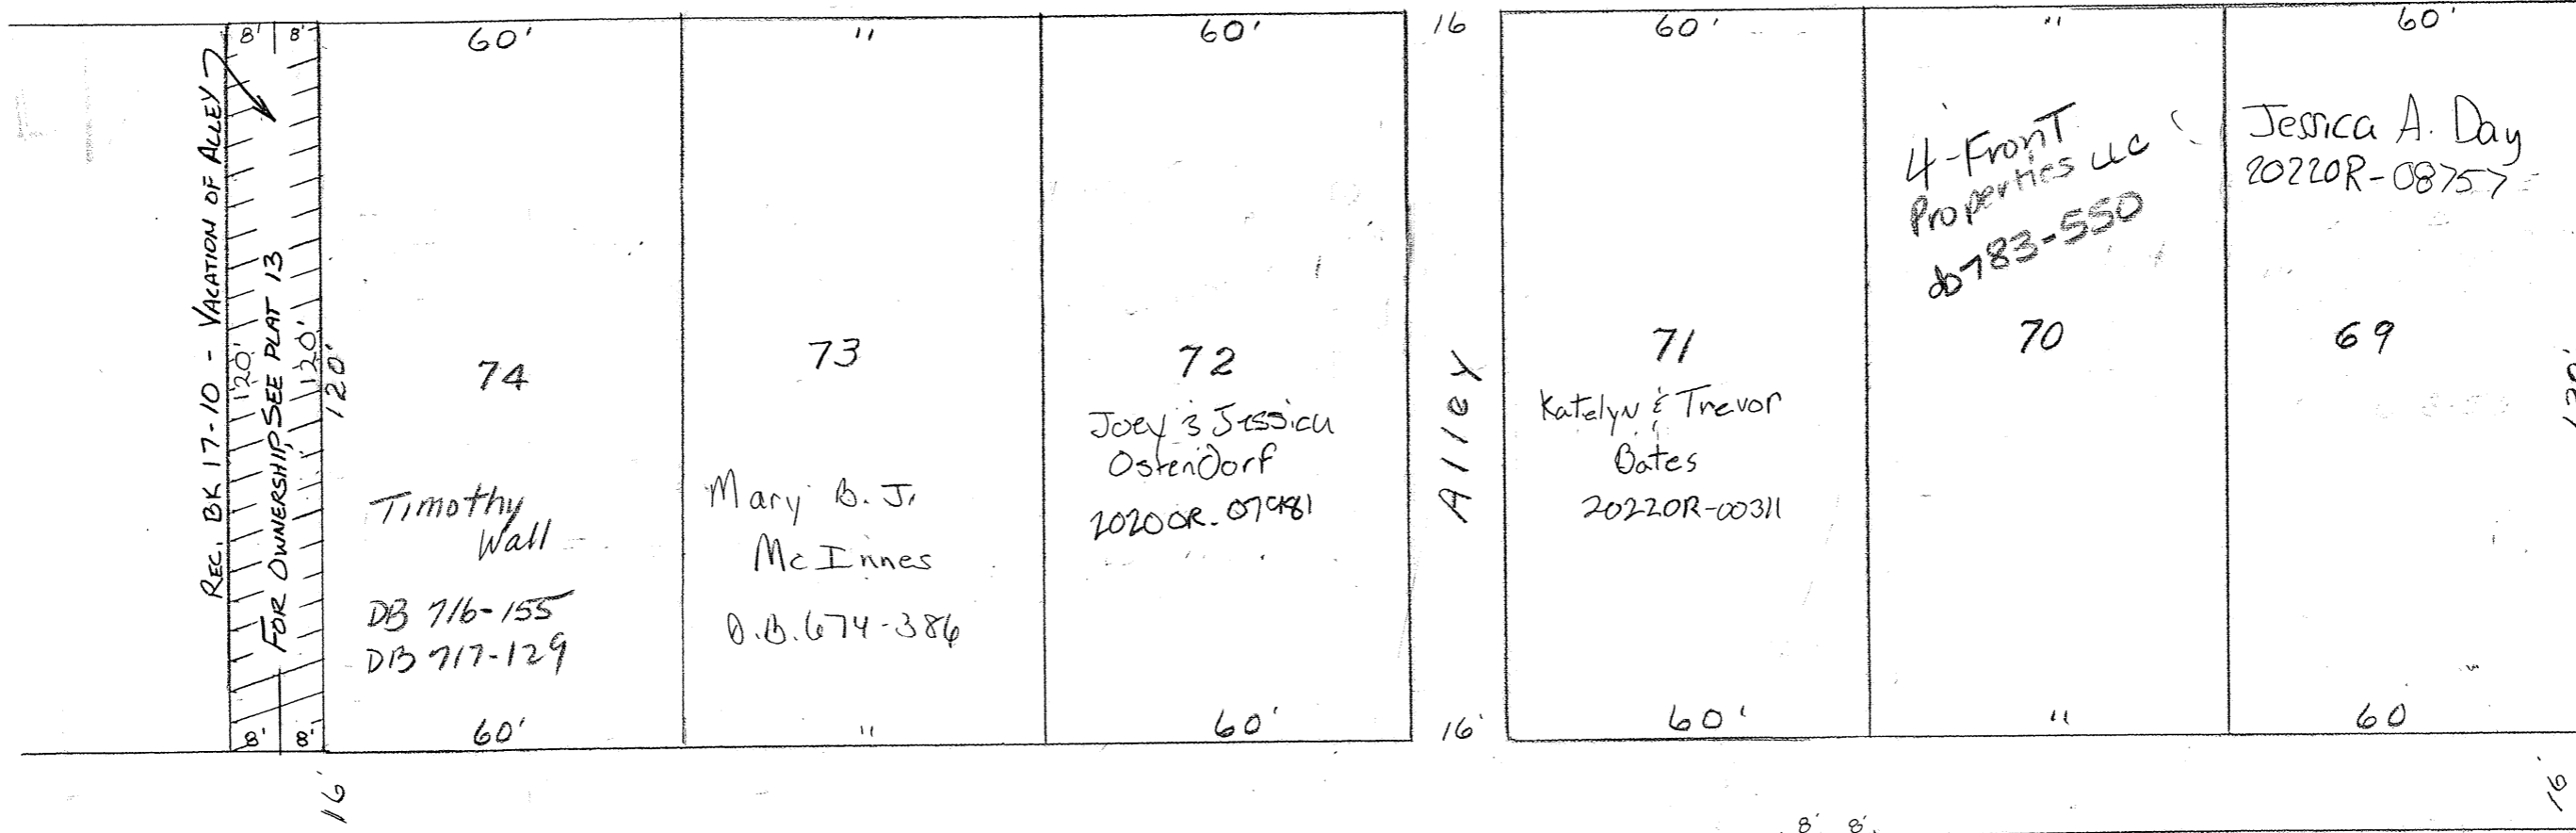 8' 8' 60' " 60' 16 60' " 60'
REC. BK 17-10 - VACATION OF ALLEY
FOR OWNERSHIP, SEE PLAT 13
120'
120'
120'
74
Timothy
Wall
DB 716-155
DB 717-129
73
Mary B. J.
McInnes
D.B. 674-386
72
Joey & Jessica
Ostendorf
Alley
71
Katelyn & Trevor
Bates
2022OR-00311
4-Front
Properties LLC
db783-550
70
Jessica A. Day
2022OR-08757
69
120'
8' 8' 60' " 60' 16' 60' " 60
16'
16'
8' 8'